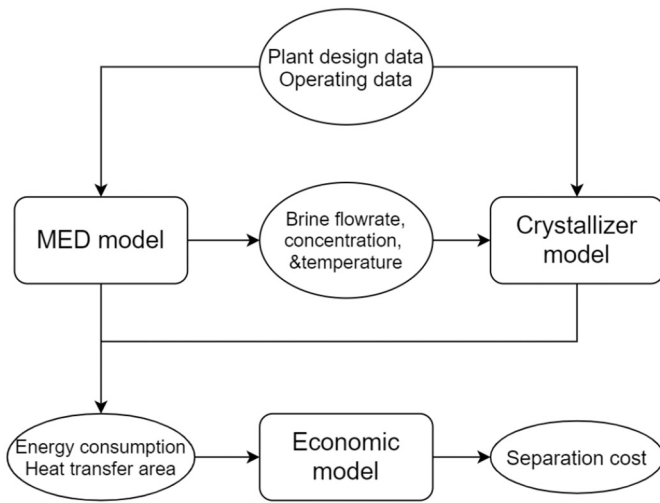 Plant design data
Operating data
MED model
Brine flowrate,
concentration,
&temperature
Crystallizer
model
Energy consumption
Heat transfer area
Economic
model
Separation cost